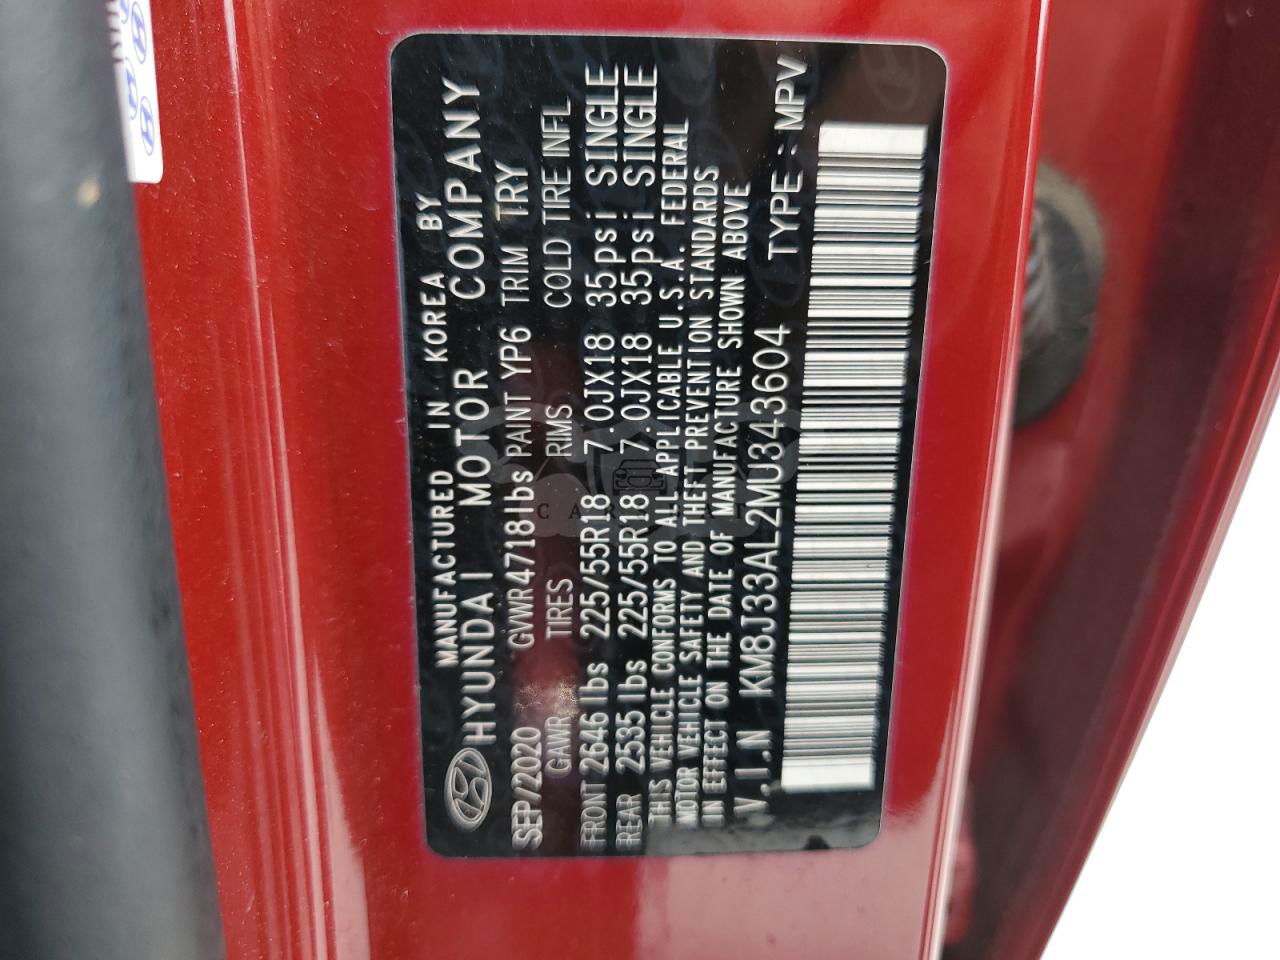 MANUFACTURED IN KOREA BY
HYUNDAI MOTOR COMPANY
SEP/2020 GVWR4718lbs PAINT YP6 TRIM TRY
GAWR TIRES RIMS COLD TIRE INFL
FRONT 2646lbs 225/55R18 7.0JX18 35psi SINGLE
REAR 2535lbs 225/55R18 7.0JX18 35psi SINGLE
THIS VEHICLE CONFORMS TO ALL APPLICABLE U.S.A. FEDERAL
MOTOR VEHICLE SAFETY AND THEFT PREVENTION STANDARDS
IN EFFECT ON THE DATE OF MANUFACTURE SHOWN ABOVE
V.I.N KM8J33AL2MU343604 TYPE:MPV